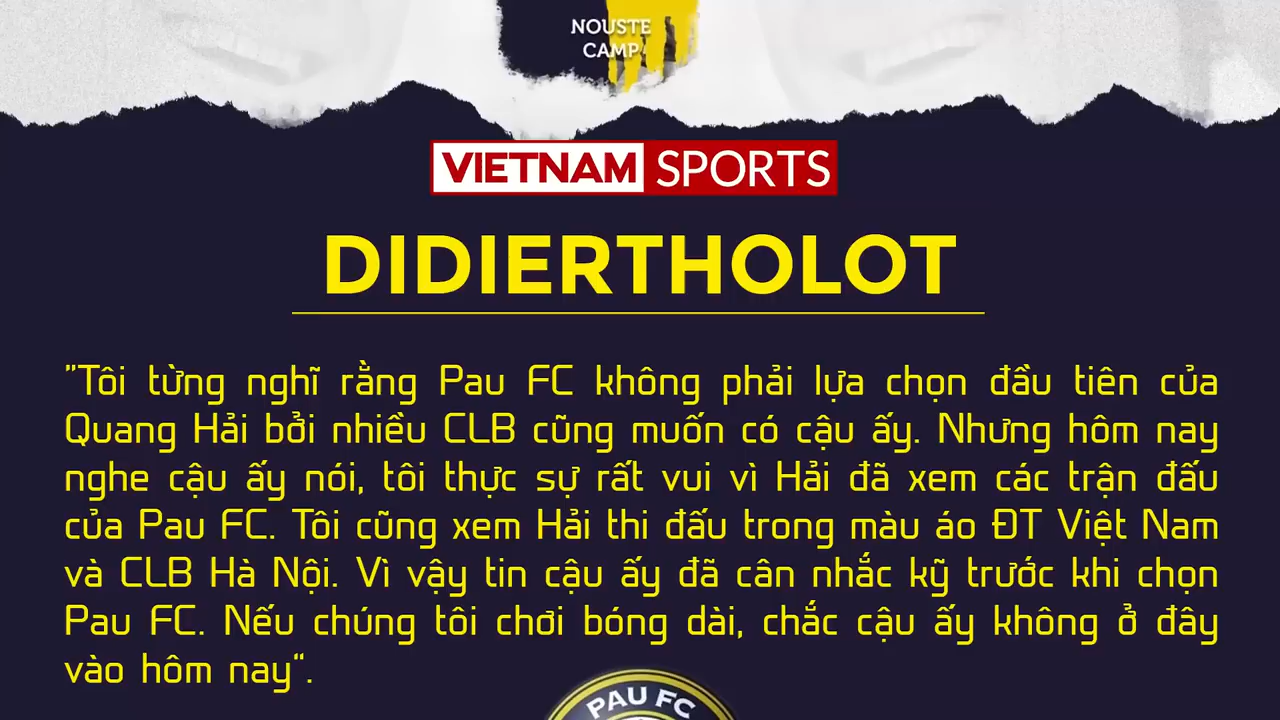 NOUSTE
CAMP
VIETNAM SPORTS
DIDIERTHOLOT
"Tôi từng nghĩ rằng Pau FC không phải lựa chọn đầu tiên của
Quang Hải bởi nhiều CLB cũng muốn có cậu ấy. Nhưng hôm nay
nghe cậu ấy nói, tôi thực sự rất vui vì Hải đã xem các trận đấu
của Pau FC. Tôi cũng xem Hải thi đấu trong màu áo ĐT Việt Nam
và CLB Hà Nội. Vì vậy tin cậu ấy đã cân nhắc kỹ trước khi chọn
Pau FC. Nếu chúng tôi chơi bóng dài, chắc cậu ấy không ở đây
vào hôm nay“.
PAU FC